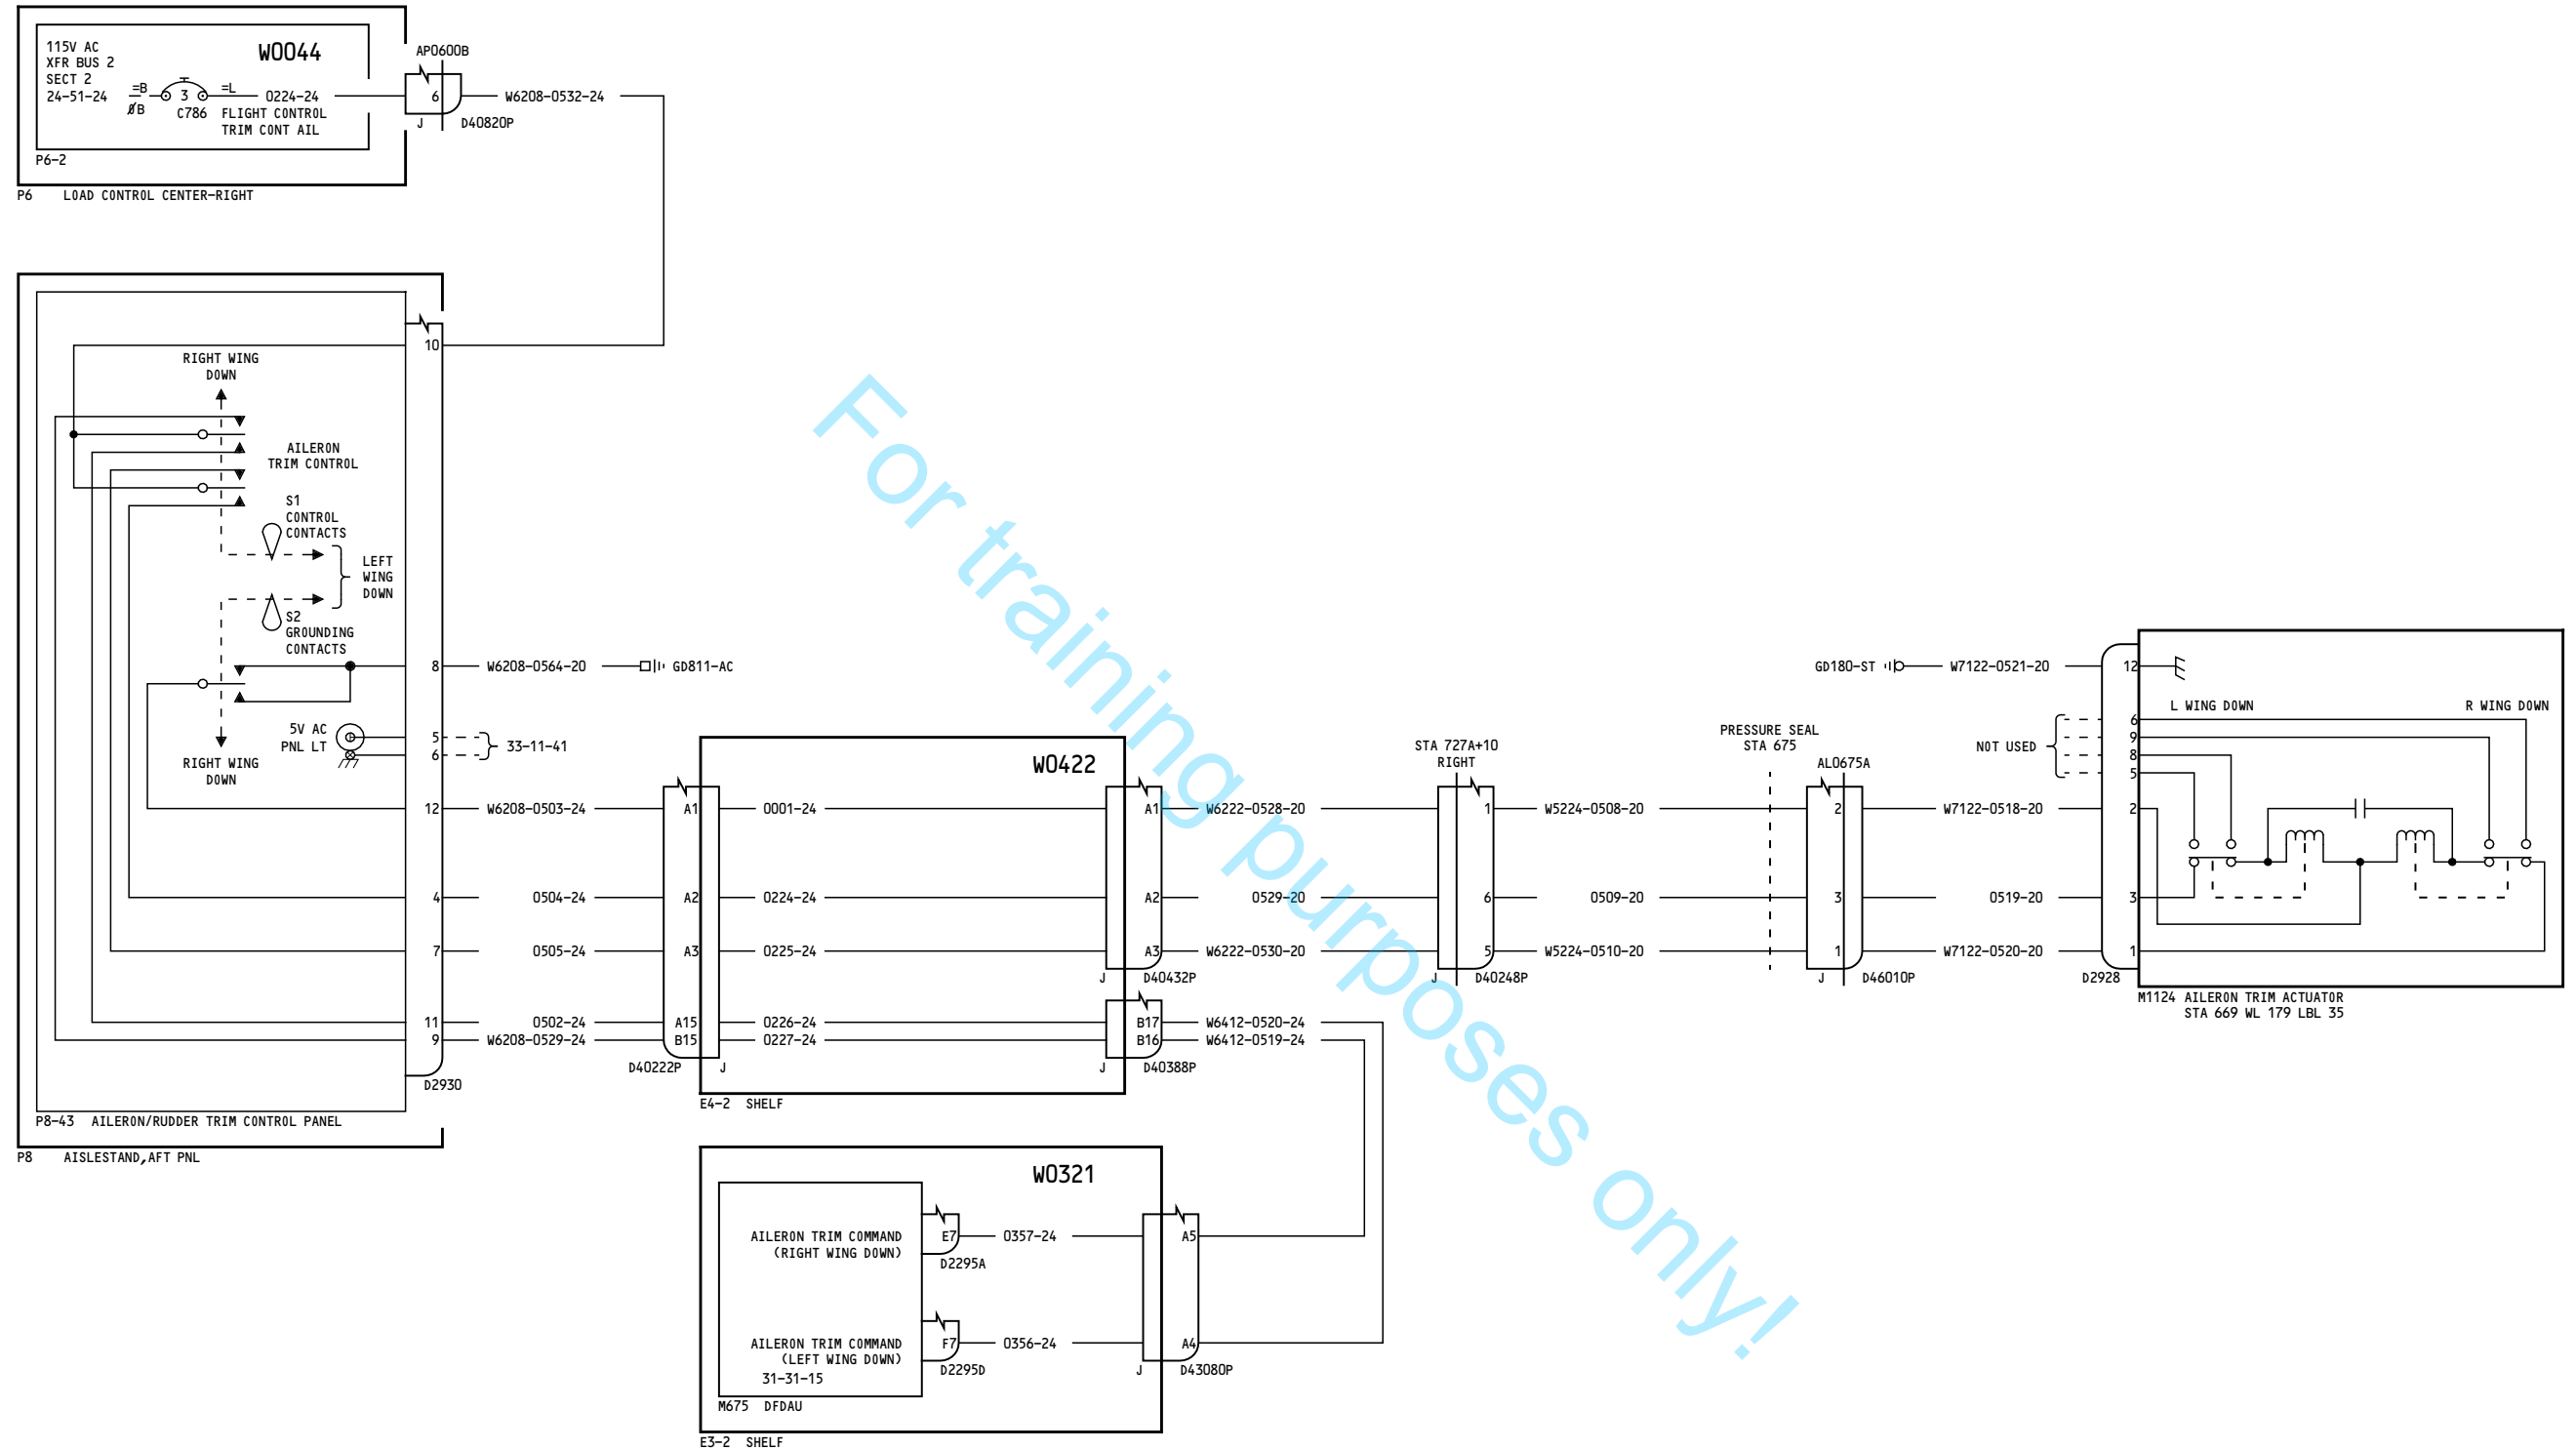 115V AC
XFR BUS 2
SECT 2
24-51-24
W0044
=B
ØB
3
C786
=L
0224-24
FLIGHT CONTROL
TRIM CONT AIL
P6-2
P6 LOAD CONTROL CENTER-RIGHT
AP0600B
6
J D40820P
W6208-0532-24
10
RIGHT WING
DOWN
AILERON
TRIM CONTROL
S1
CONTROL
CONTACTS
LEFT
WING
DOWN
S2
GROUNDING
CONTACTS
8 W6208-0564-20 GD811-AC
5V AC
PNL LT
5
6
33-11-41
RIGHT WING
DOWN
12 W6208-0503-24 A1 0001-24 A1 W6222-0528-20 1 W5224-0508-20 2 W7122-0518-20 2
4 0504-24 A2 0224-24 A2 0529-20 6 0509-20 3 0519-20 3
7 0505-24 A3 0225-24 A3 W6222-0530-20 5 W5224-0510-20 1 W7122-0520-20 1
11 0502-24 A15 0226-24 B17 W6412-0520-24
9 W6208-0529-24 B15 0227-24 B16 W6412-0519-24
D2930
P8-43 AILERON/RUDDER TRIM CONTROL PANEL
P8 AISLESTAND,AFT PNL
W0422
D40222P J
J D40432P
J D40388P
E4-2 SHELF
STA 727A+10
RIGHT
J D40248P
PRESSURE SEAL
STA 675
AL0675A
J D46010P
GD180-ST W7122-0521-20 12
L WING DOWN
R WING DOWN
NOT USED
6
9
8
5
D2928
M1124 AILERON TRIM ACTUATOR
STA 669 WL 179 LBL 35
W0321
AILERON TRIM COMMAND
(RIGHT WING DOWN)
E7 0357-24 A5
D2295A
AILERON TRIM COMMAND
(LEFT WING DOWN)
31-31-15
F7 0356-24 A4
D2295D
J D43080P
M675 DFDAU
E3-2 SHELF
For training purposes only!